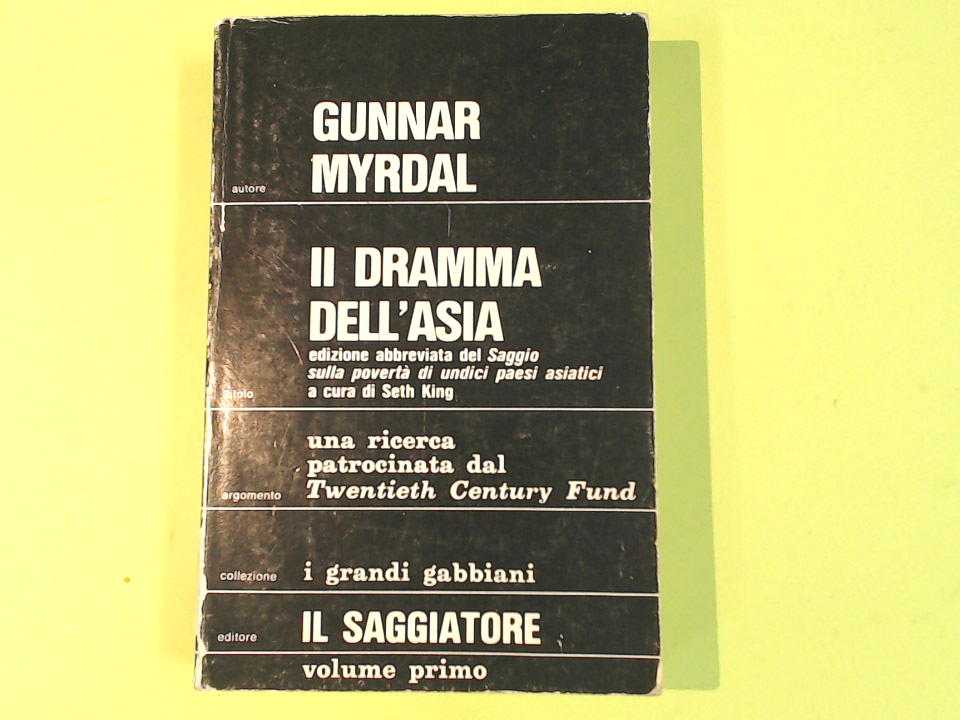 GUNNAR
MYRDAL
autore
Il DRAMMA
DELL'ASIA
edizione abbreviata del Saggio
sulla povertà di undici paesi asiatici
a cura di Seth King
titolo
una ricerca
patrocinata dal
Twentieth Century Fund
argomento
collezione i grandi gabbiani
editore IL SAGGIATORE
volume primo